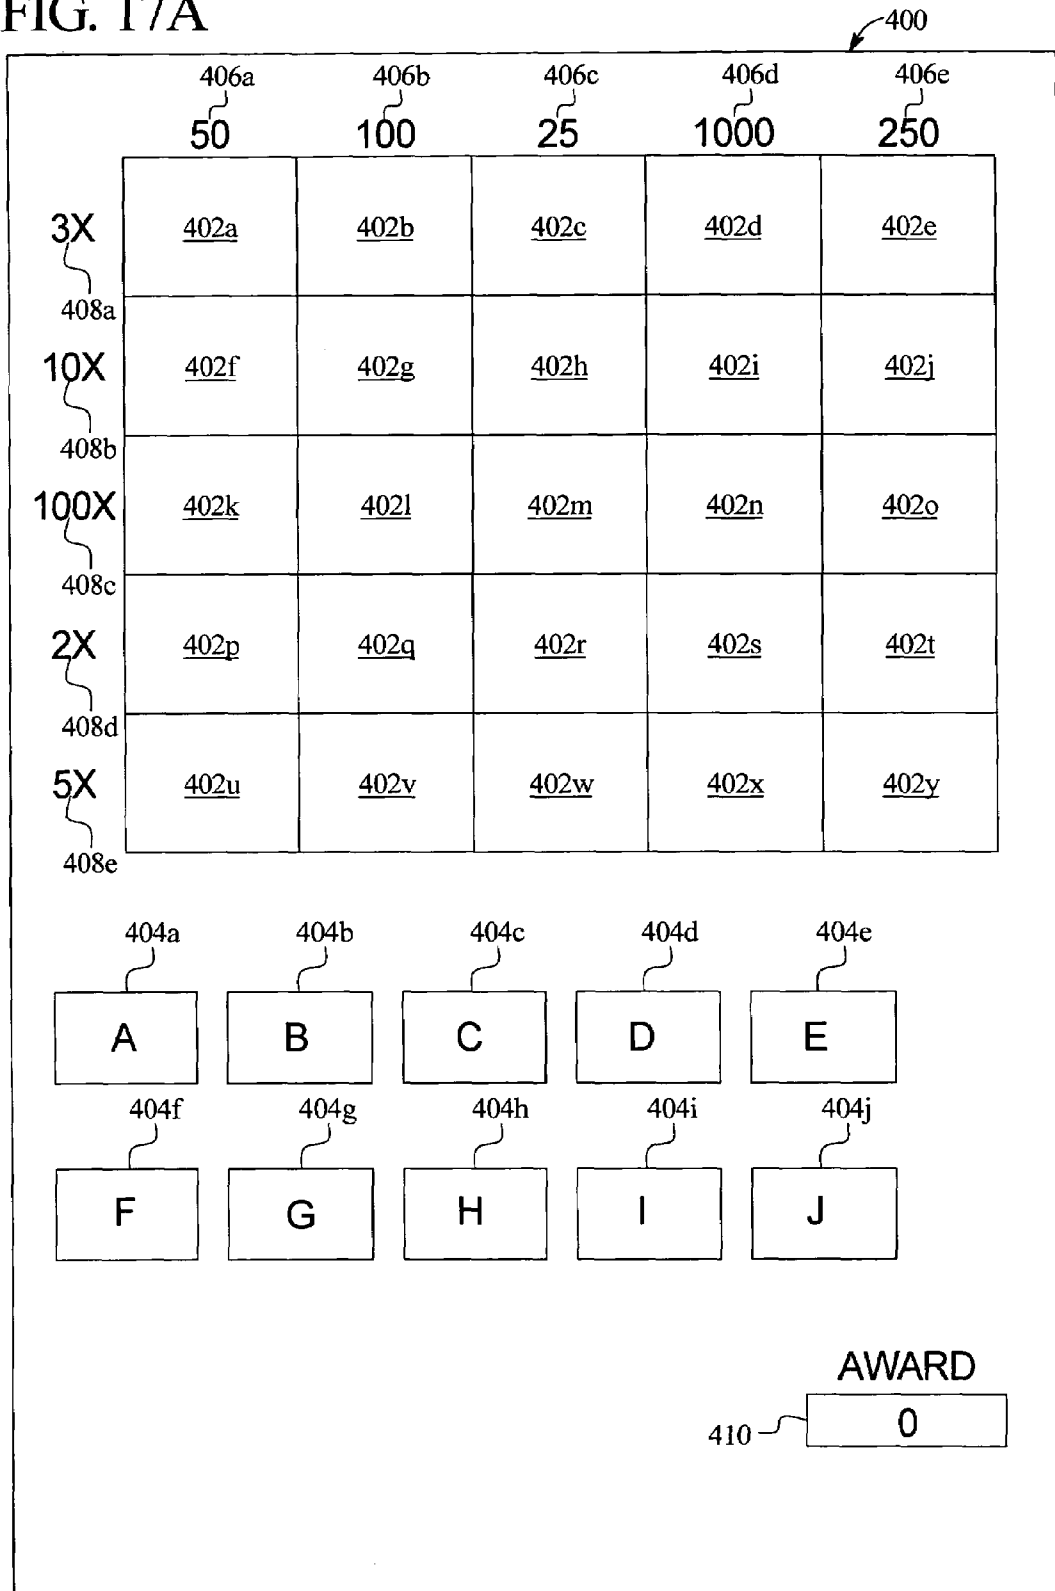 FIG. 17A
400
406a 406b 406c 406d 406e
50 100 25 1000 250
3X 402a 402b 402c 402d 402e
408a
10X 402f 402g 402h 402i 402j
408b
100X 402k 402l 402m 402n 402o
408c
2X 402p 402q 402r 402s 402t
408d
5X 402u 402v 402w 402x 402y
408e
404a 404b 404c 404d 404e
A B C D E
404f 404g 404h 404i 404j
F G H I J
AWARD
410 0